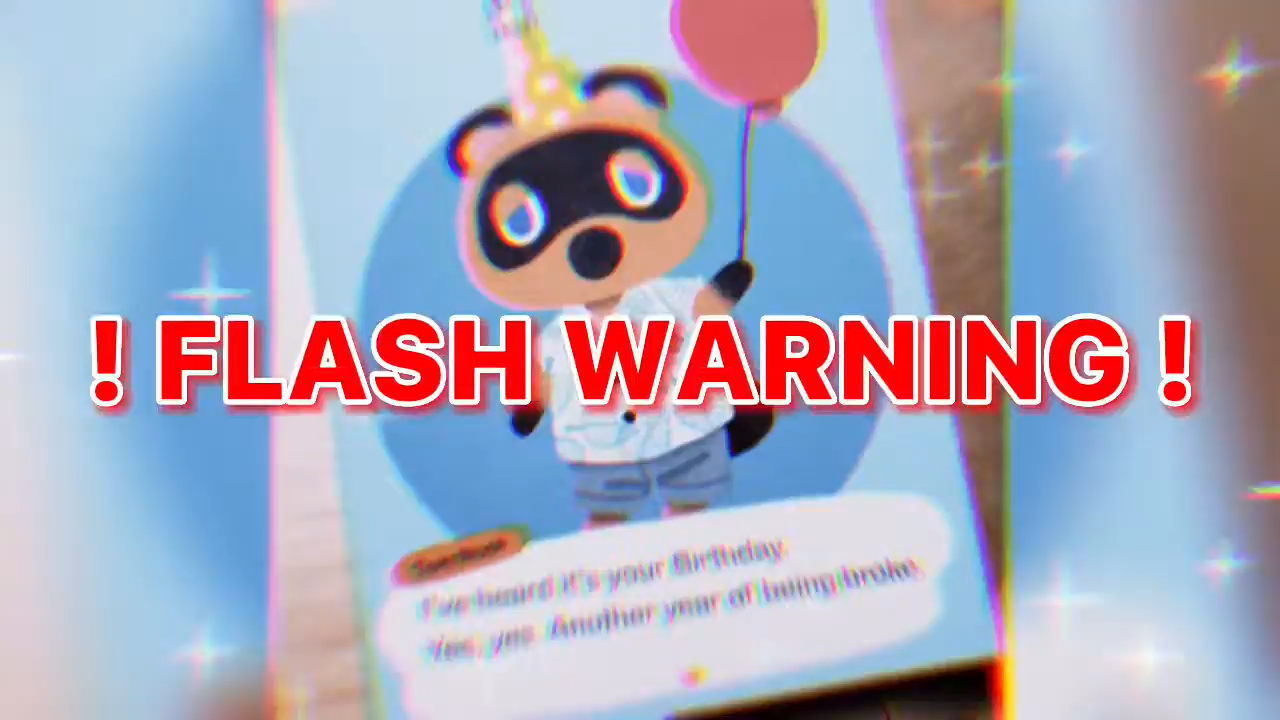 ! FLASH WARNING !
I've heard it's your Birthday.
Yes, yes. Another year of being broke.